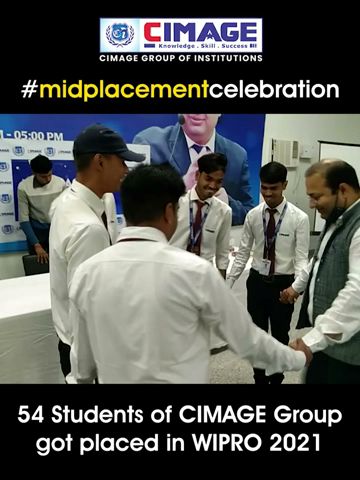 CIMAGE
Knowledge . Skill . Success
CIMAGE GROUP OF INSTITUTIONS
#midplacementcelebration
- 05:00 PM
54 Students of CIMAGE Group
got placed in WIPRO 2021